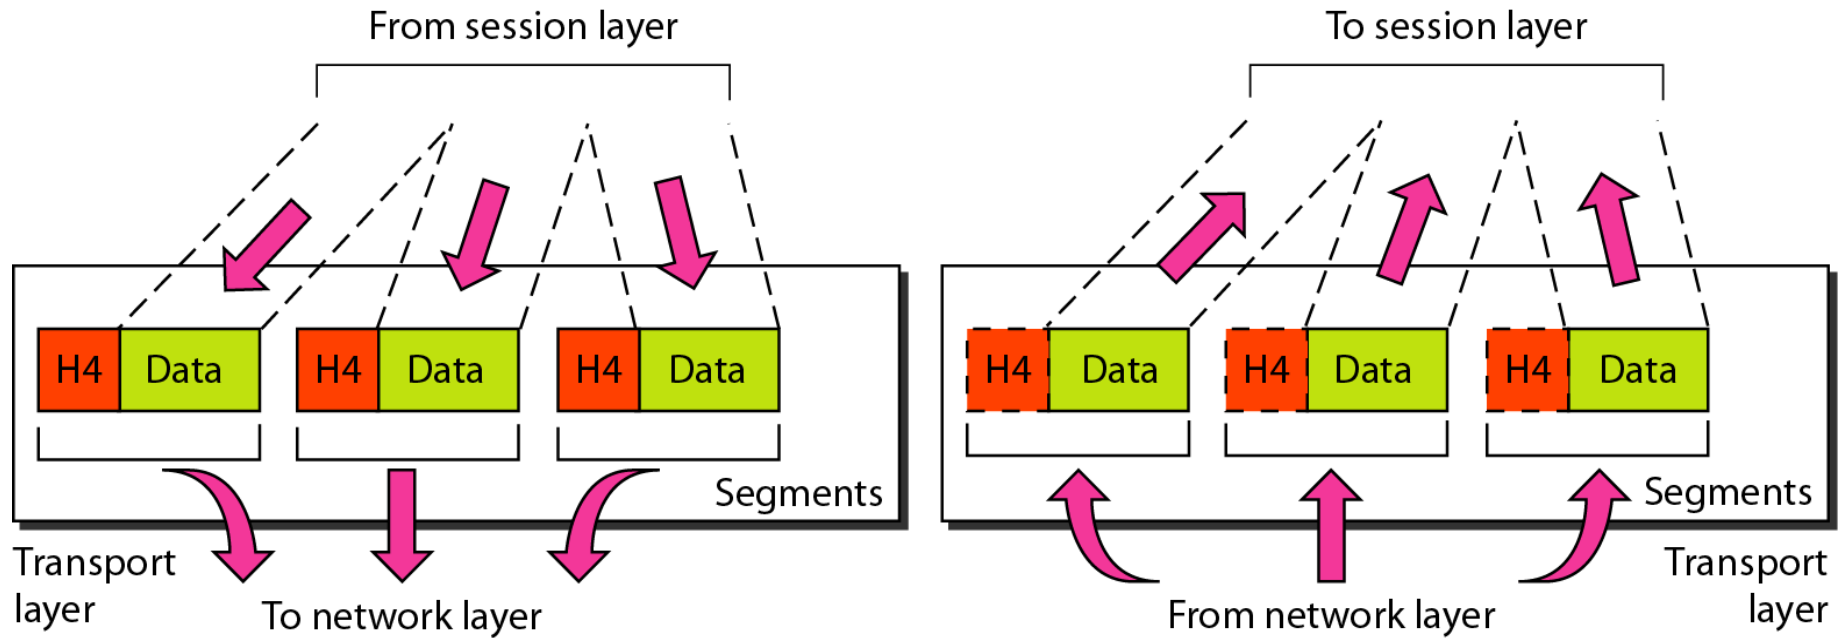 From session layer
H4 Data H4 Data H4 Data
Segments
Transport
layer
To network layer
To session layer
H4 Data H4 Data H4 Data
Segments
Transport
layer
From network layer